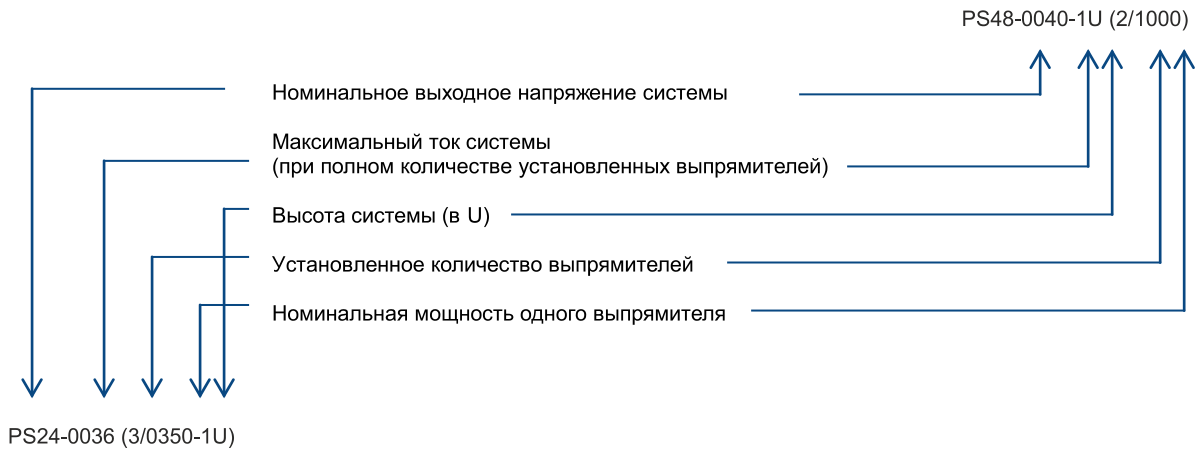 PS48-0040-1U (2/1000)
Номинальное выходное напряжение системы
Максимальный ток системы
(при полном количестве установленных выпрямителей)
Высота системы (в U)
Установленное количество выпрямителей
Номинальная мощность одного выпрямителя
PS24-0036 (3/0350-1U)